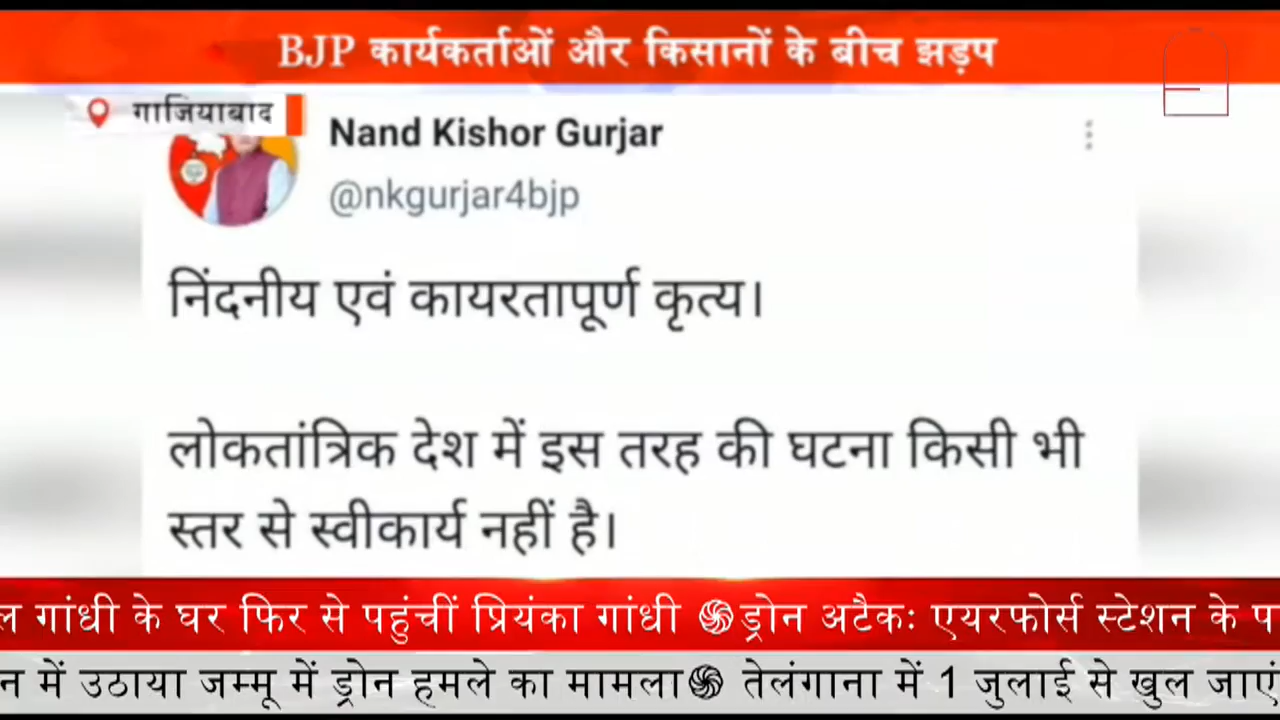 BJP कार्यकर्ताओं और किसानों के बीच झड़प
गाजियाबाद
Nand Kishor Gurjar
@nkgurjar4bjp
निंदनीय एवं कायरतापूर्ण कृत्य।
लोकतांत्रिक देश में इस तरह की घटना किसी भी
स्तर से स्वीकार्य नहीं है।
गांधी के घर फिर से पहुंचीं प्रियंका गांधी ड्रोन अटैकः एयरफोर्स स्टेशन के
में उठाया जम्मू में ड्रोन हमले का मामला तेलंगाना में 1 जुलाई से खुल जाएं